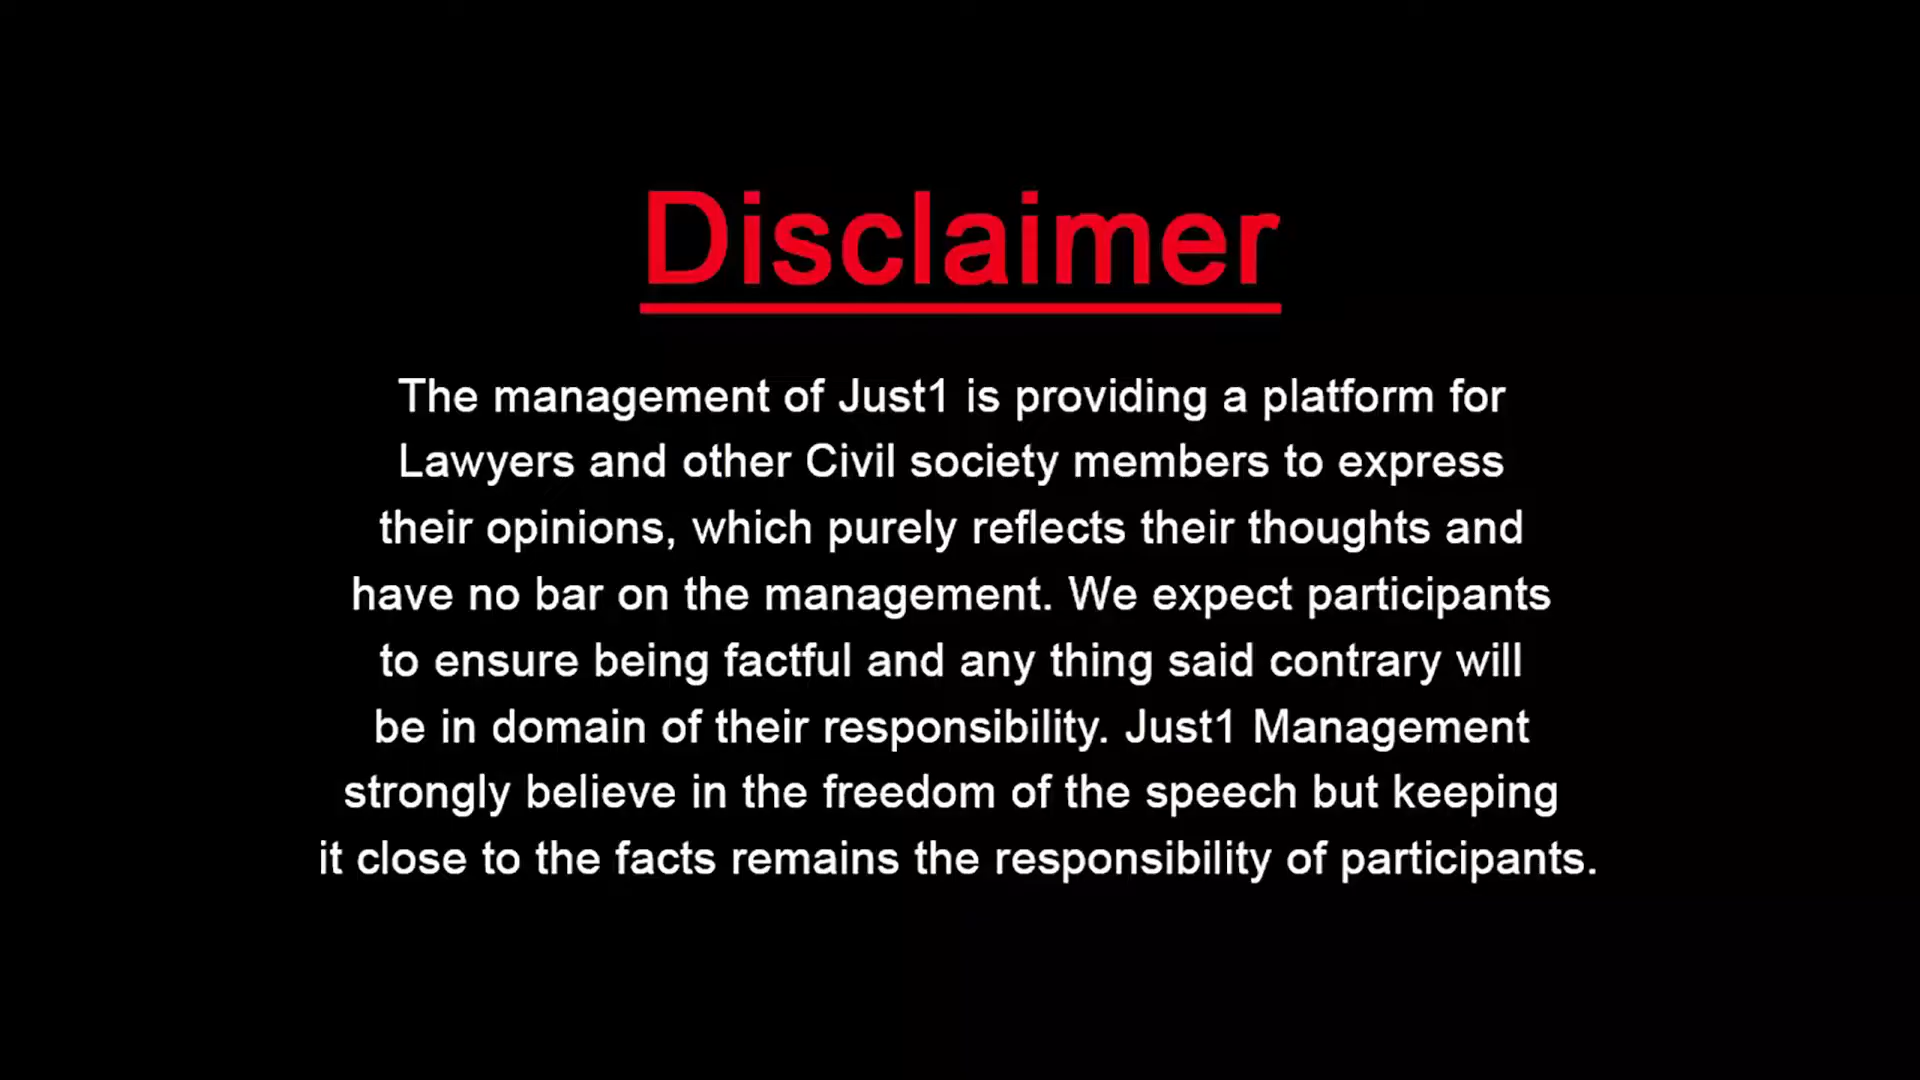 Disclaimer
The management of Just1 is providing a platform for
Lawyers and other Civil society members to express
their opinions, which purely reflects their thoughts and
have no bar on the management. We expect participants
to ensure being factful and any thing said contrary will
be in domain of their responsibility. Just1 Management
strongly believe in the freedom of the speech but keeping
it close to the facts remains the responsibility of participants.